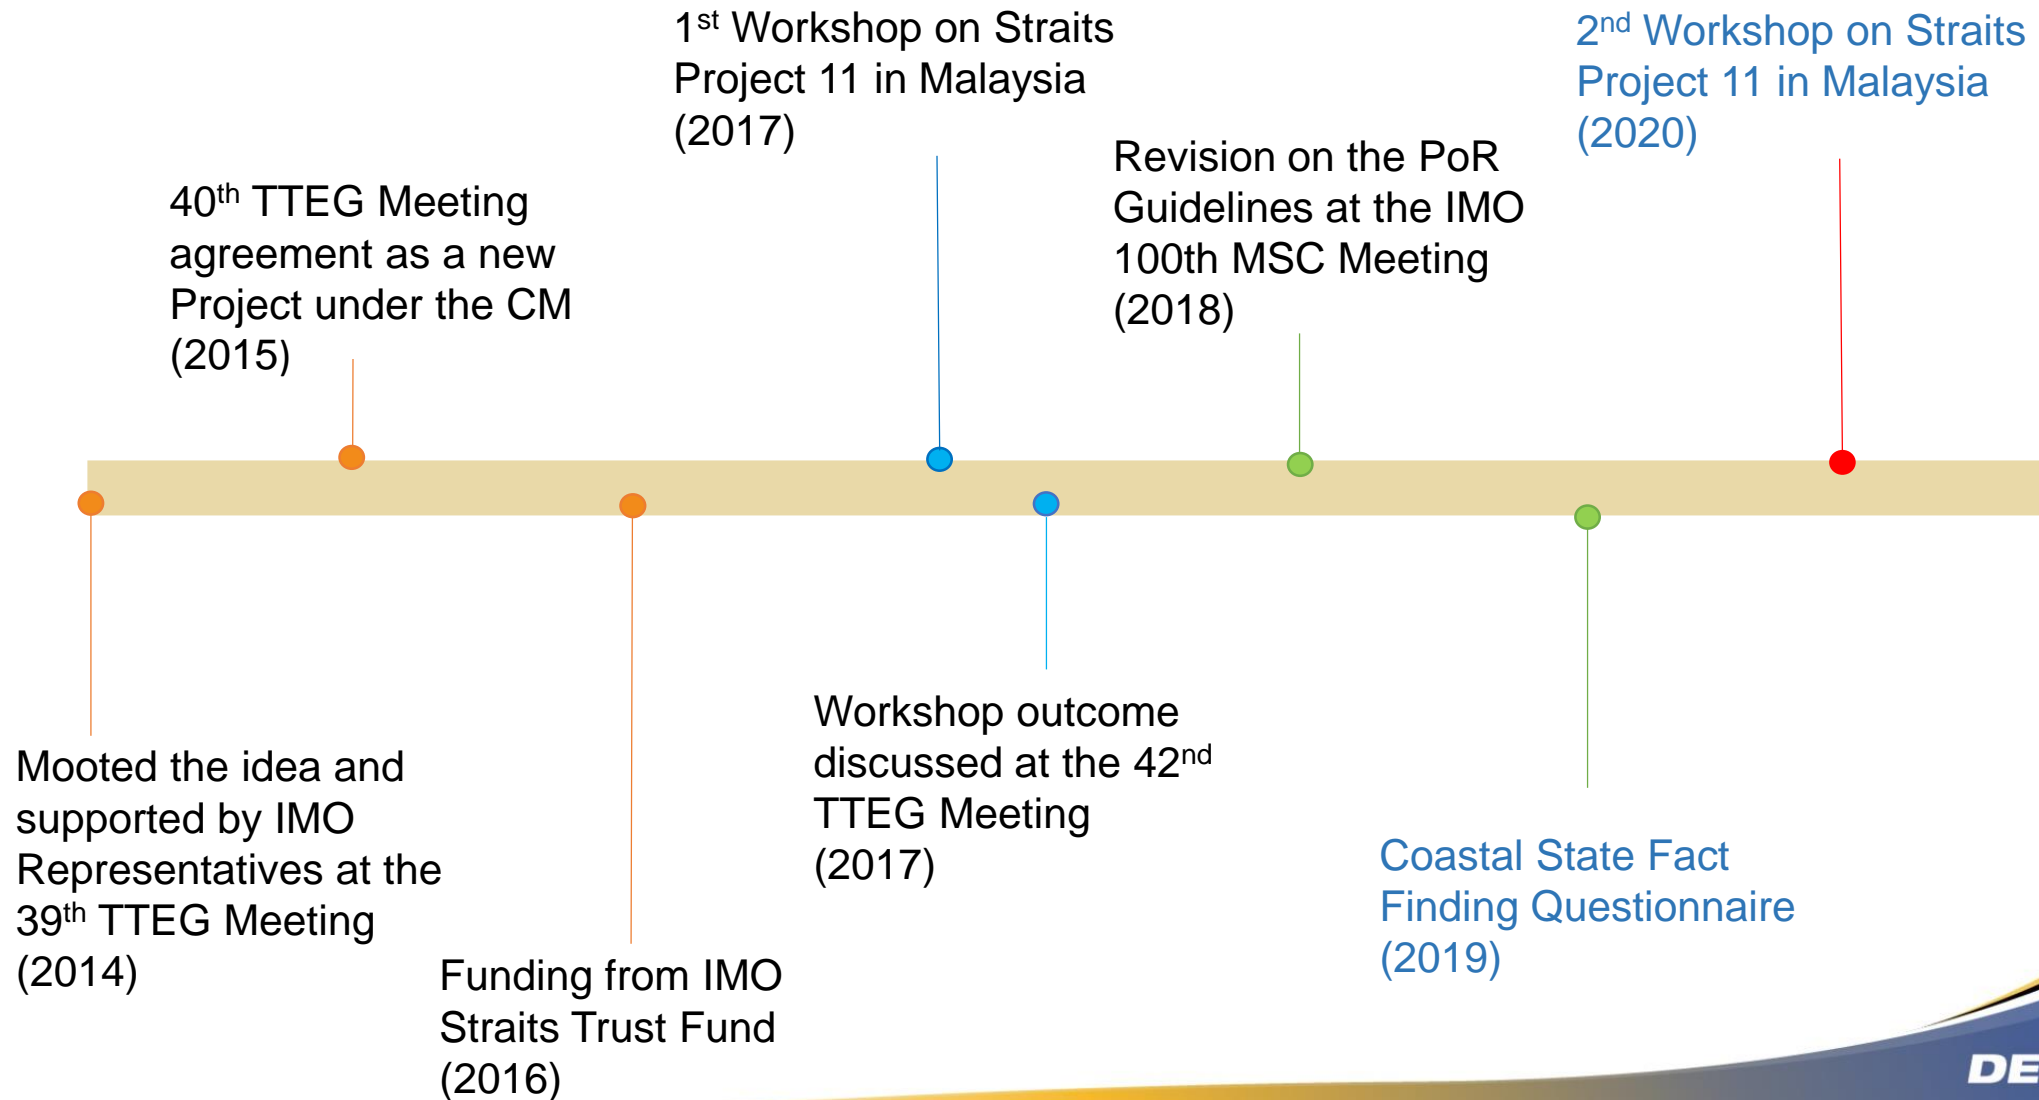 1st Workshop on Straits
Project 11 in Malaysia
(2017)
2nd Workshop on Straits
Project 11 in Malaysia
(2020)
40th TTEG Meeting
agreement as a new
Project under the CM
(2015)
Revision on the PoR
Guidelines at the IMO
100th MSC Meeting
(2018)
Mooted the idea and
supported by IMO
Representatives at the
39th TTEG Meeting
(2014)
Funding from IMO
Straits Trust Fund
(2016)
Workshop outcome
discussed at the 42nd
TTEG Meeting
(2017)
Coastal State Fact
Finding Questionnaire
(2019)
DE